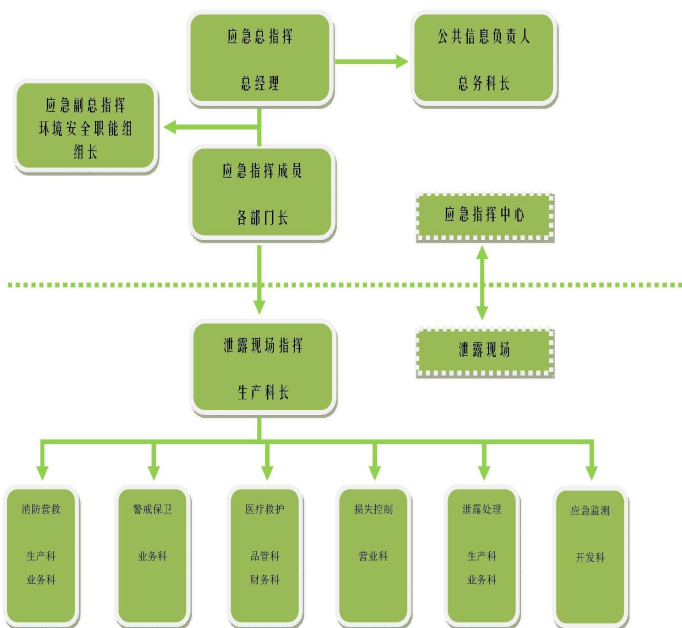 应急总指挥
总经理
公共信息负责人
总务科长
应急副总指挥
环境安全职能组
组长
应急指挥成员
各部门长
应急指挥中心
泄露现场指挥
生产科长
泄露现场
消防营救
生产科
业务科
警戒保卫
业务科
医疗救护
品管科
财务科
损失控制
营业科
泄露处理
生产科
业务科
应急监测
开发科